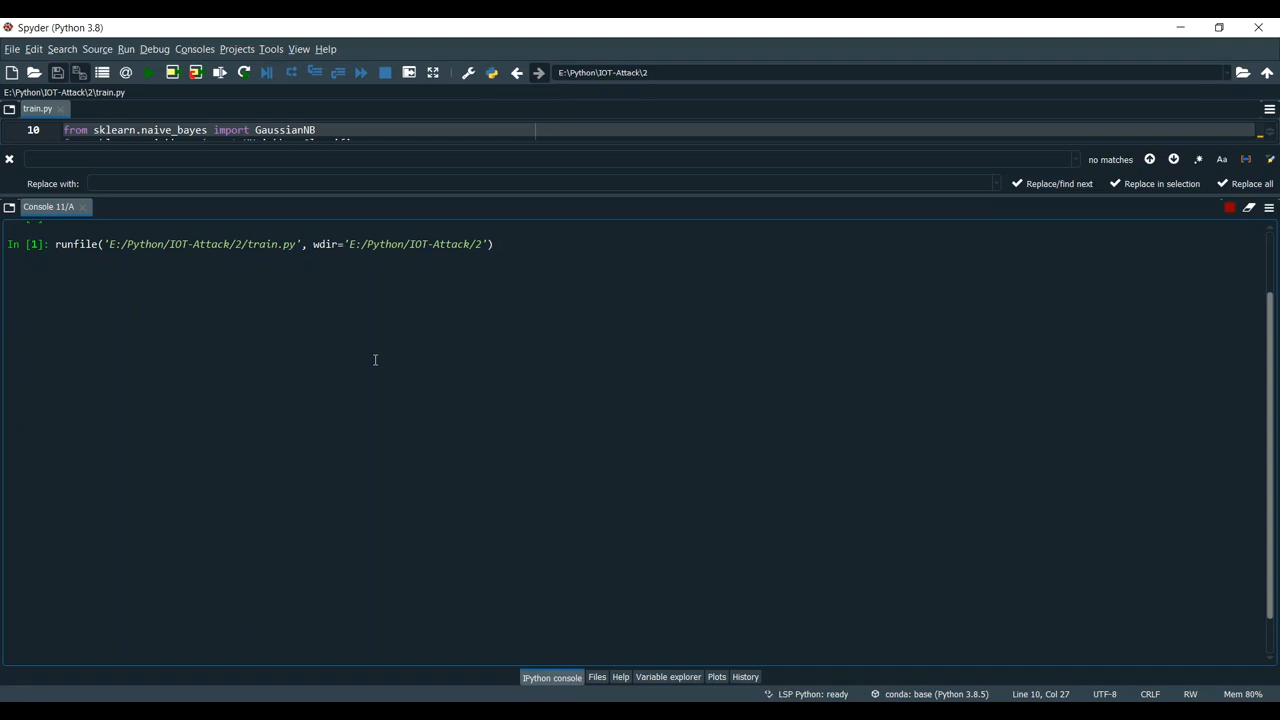 Spyder (Python 3.8)
File Edit Search Source Run Debug Consoles Projects Tools View Help
E:\Python\IOT-Attack\2
E:\Python\IOT-Attack\2\train.py
train.py
10 from sklearn.naive_bayes import GaussianNB
no matches Aa
Replace with: Replace/find next Replace in selection Replace all
Console 11/A
In [1]: runfile('E:/Python/IOT-Attack/2/train.py', wdir='E:/Python/IOT-Attack/2')
IPython console Files Help Variable explorer Plots History
LSP Python: ready conda: base (Python 3.8.5) Line 10, Col 27 UTF-8 CRLF RW Mem 80%